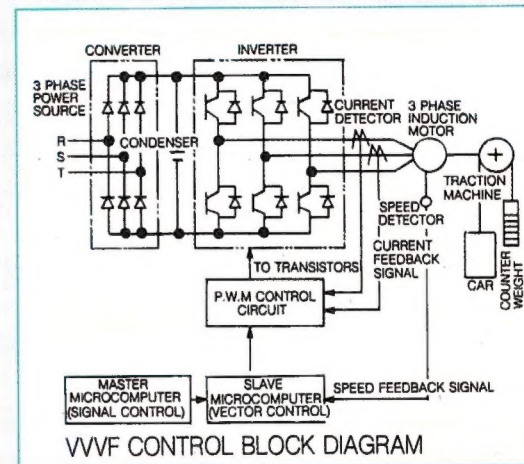 CONVERTER
INVERTER
3 PHASE
POWER
SOURCE
R
S
T
CONDENSER
CURRENT
DETECTOR
3 PHASE
INDUCTION
MOTOR
TRACTION
MACHINE
SPEED
DETECTOR
CURRENT
FEEDBACK
SIGNAL
CAR
COUNTER
WEIGHT
TO TRANSISTORS
P.W.M CONTROL
CIRCUIT
MASTER
MICROCOMPUTER
(SIGNAL CONTROL)
SLAVE
MICROCOMPUTER
(VECTOR CONTROL)
SPEED FEEDBACK SIGNAL
VVVF CONTROL BLOCK DIAGRAM